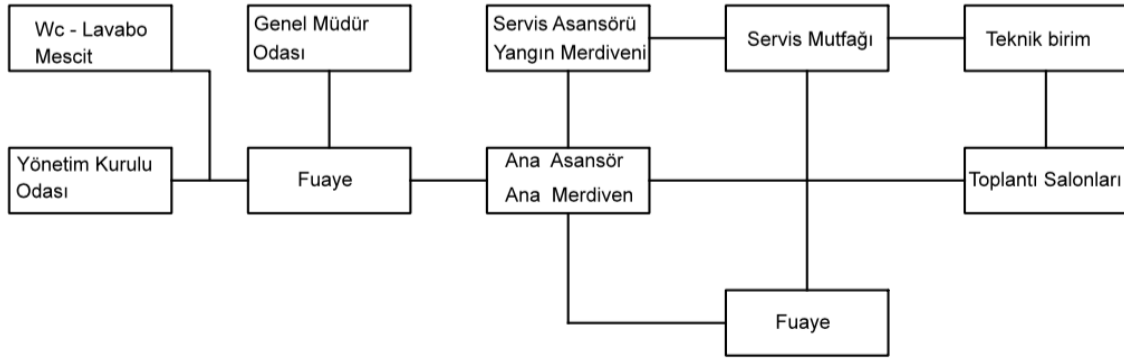 Wc - Lavabo
Mescit
Genel Müdür
Odası
Servis Asansörü
Yangın Merdiveni
Servis Mutfağı
Teknik birim
Yönetim Kurulu
Odası
Fuaye
Ana Asansör
Ana Merdiven
Toplantı Salonları
Fuaye